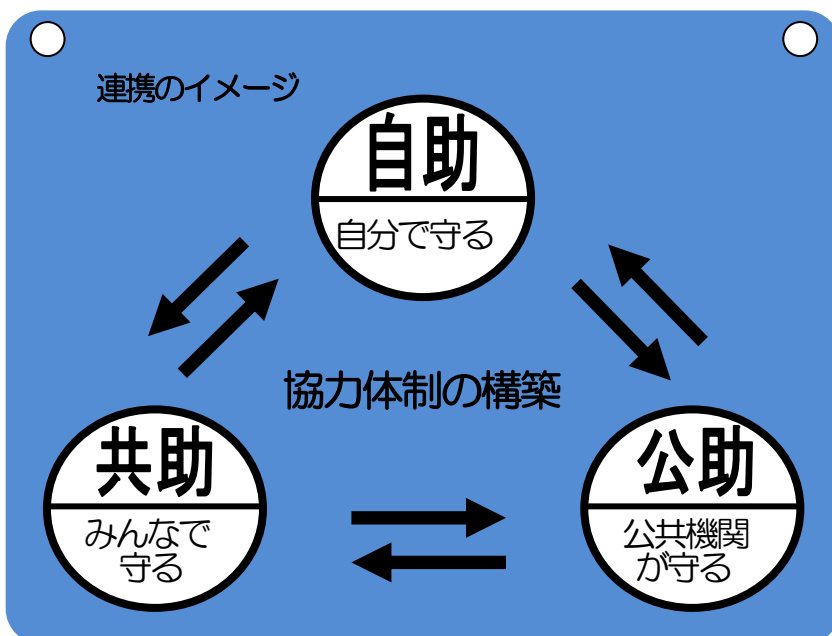 連携のイメージ
自助
自分で守る
協力体制の構築
共助
みんなで
守る
公助
公共機関
が守る